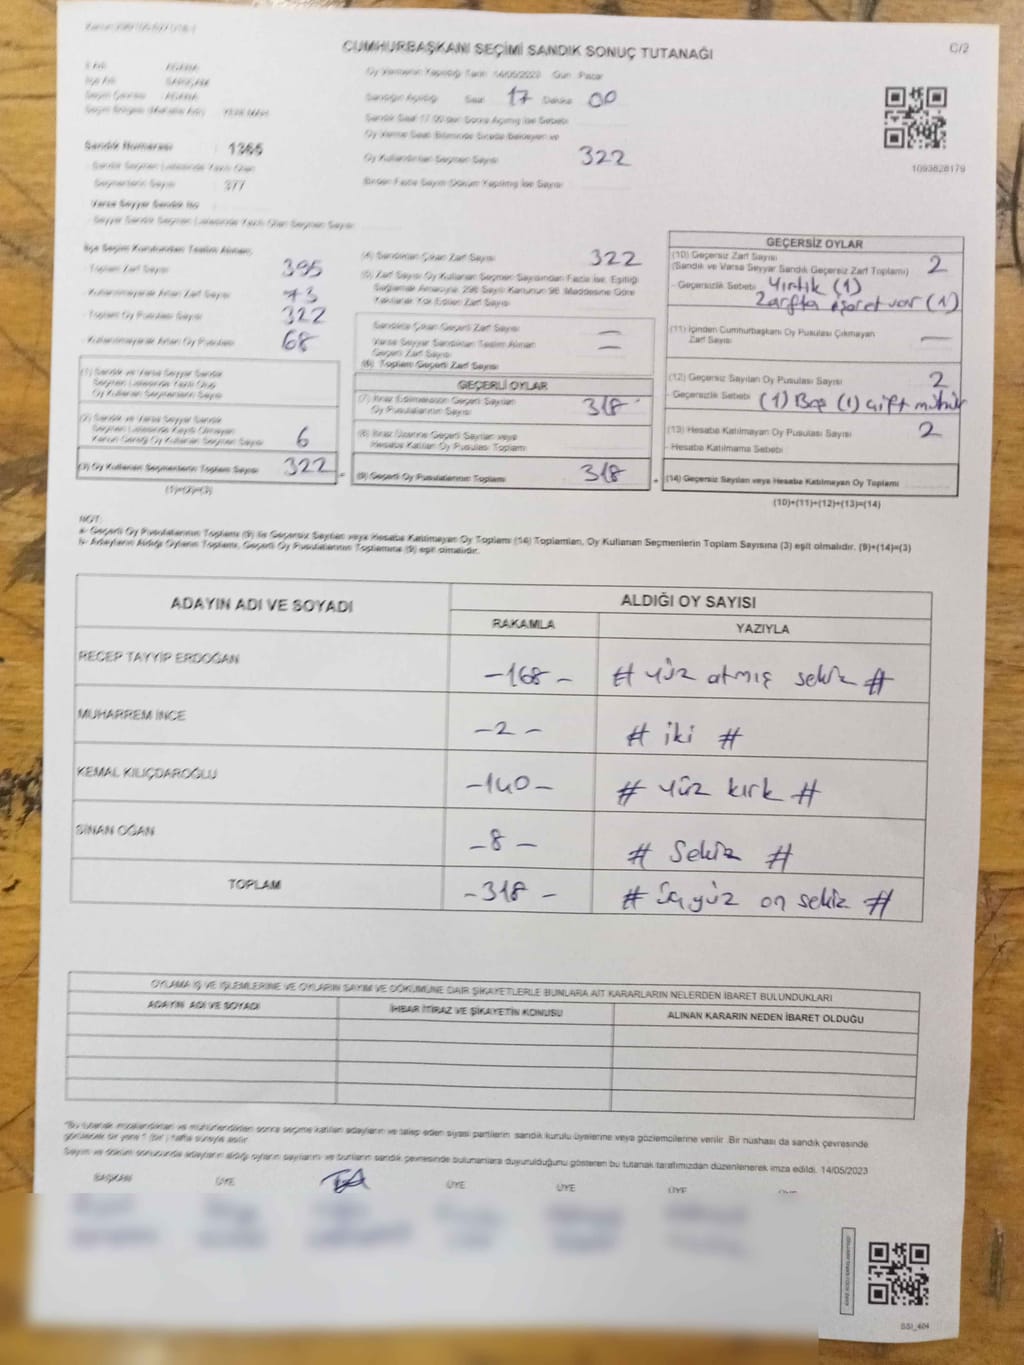 CUMHURBAŞKANI SEÇİMİ SANDIK SONUÇ TUTANAĞI
C/2
İl Adı : ADANA
İlçe Adı : SARIÇAM
Seçim Çevresi : ADANA
Oy Vermenin Yapıldığı Tarih 14/05/2023 Gün Pazar
Sandığın Açıldığı Saat 17 Dakika 00
Sandık Saat 17:00'den Sonra Açılmış İse Sebebi
Oy Verme Saati Bitiminde Sırada Bekleyen ve
Oy Kullandırılan Seçmen Sayısı 322
Birden Fazla Sayım Döküm Yapılmış İse Sayısı
1093828179
Sandık Numarası : 1366
Sandık Seçmen Listesinde Kayıtlı Olan
Seçmenlerin Sayısı : 377
Varsa Seyyar Sandık No
Seyyar Sandık Seçmen Listesinde Kayıtlı Olan Seçmen Sayısı
İlçe Seçim Kurulundan Teslim Alınan;
- Toplam Zarf Sayısı 395
- Kullanılmayarak Artan Zarf Sayısı 73
- Toplam Oy Pusulası Sayısı 322
- Kullanılmayarak Artan Oy Pusulası 68
(1) Sandık ve Varsa Seyyar Sandık
Seçmen Listesinde Kayıtlı Olup
Oy Kullanan Seçmenlerin Sayısı
(2) Sandık ve Varsa Seyyar Sandık
Seçmen Listesinde Kayıtlı Olmayan
Kanun Gereği Oy Kullanan Seçmen Sayısı 6
(3) Oy Kullanan Seçmenlerin Toplam Sayısı 322
(1)+(2)=(3)
(4) Sandıktan Çıkan Zarf Sayısı 322
(5) Zarf Sayısı Oy Kullanan Seçmen Sayısından Fazla İse, Eşitliği
Sağlamak Amacıyla, 298 Sayılı Kanunun 98. Maddesine Göre
Yakılarak Yok Edilen Zarf Sayısı
Sandıkta Çıkan Geçerli Zarf Sayısı —
Varsa Seyyar Sandıktan Teslim Alınan
Geçerli Zarf Sayısı —
(6) Toplam Geçerli Zarf Sayısı
GEÇERLİ OYLAR
(7) İtiraz Edilmeksizin Geçerli Sayılan
Oy Pusulalarının Sayısı 318
(8) İtiraz Üzerine Geçerli Sayılan veya
Hesaba Katılan Oy Pusulası Toplamı
(9) Geçerli Oy Pusulalarının Toplamı 318
GEÇERSİZ OYLAR
(10) Geçersiz Zarf Sayısı
(Sandık ve Varsa Seyyar Sandık Geçersiz Zarf Toplamı) 2
- Geçersizlik Sebebi Yırtık (1)
Zarfta işaret var (1)
(11) İçinden Cumhurbaşkanı Oy Pusulası Çıkmayan
Zarf Sayısı —
(12) Geçersiz Sayılan Oy Pusulası Sayısı 2
- Geçersizlik Sebebi (1) Boş (1) çift mühür
(13) Hesaba Katılmayan Oy Pusulası Sayısı 2
- Hesaba Katılmama Sebebi
(14) Geçersiz Sayılan veya Hesaba Katılmayan Oy Toplamı
(10)+(11)+(12)+(13)=(14)
NOT:
a- Geçerli Oy Pusulalarının Toplamı (9) ile Geçersiz Sayılan veya Hesaba Katılmayan Oy Toplamı (14) Toplamları, Oy Kullanan Seçmenlerin Toplam Sayısına (3) eşit olmalıdır. (9)+(14)=(3)
b- Adayların Aldığı Oyların Toplamı, Geçerli Oy Pusulalarının Toplamına (9) eşit olmalıdır.
ADAYIN ADI VE SOYADI
ALDIĞI OY SAYISI
RAKAMLA
YAZIYLA
RECEP TAYYİP ERDOĞAN -168- # yüz atmış sekiz #
MUHARREM İNCE -2- # iki #
KEMAL KILIÇDAROĞLU -140- # yüz kırk #
SİNAN OĞAN -8- # Sekiz #
TOPLAM -318- # üçyüz on sekiz #
OYLAMA İŞ VE İŞLEMLERİNE VE OYLARIN SAYIM VE DÖKÜMÜNE DAİR ŞİKAYETLERLE BUNLARA AİT KARARLARIN NELERDEN İBARET BULUNDUKLARI
ADAYIN ADI VE SOYADI
İHBAR İTİRAZ VE ŞİKAYETİN KONUSU
ALINAN KARARIN NEDEN İBARET OLDUĞU
*Bu tutanak imzalandıktan ve mühürlendikten sonra seçime katılan adayların ve talep eden siyasi partilerin sandık kurulu üyelerine veya gözlemcilerine verilir. Bir nüshası da sandık çevresinde
görülecek bir yere 1 (bir) hafta süreyle asılır.
Sayım ve döküm sonucunda adayların aldığı oyların sayılarını ve bunların sandık çevresinde bulunanlara duyurulduğunu gösteren bu tutanak tarafımızdan düzenlenerek imza edildi. 14/05/2023
BAŞKAN
ÜYE
ÜYE
ÜYE
ÜYE
SSI_404